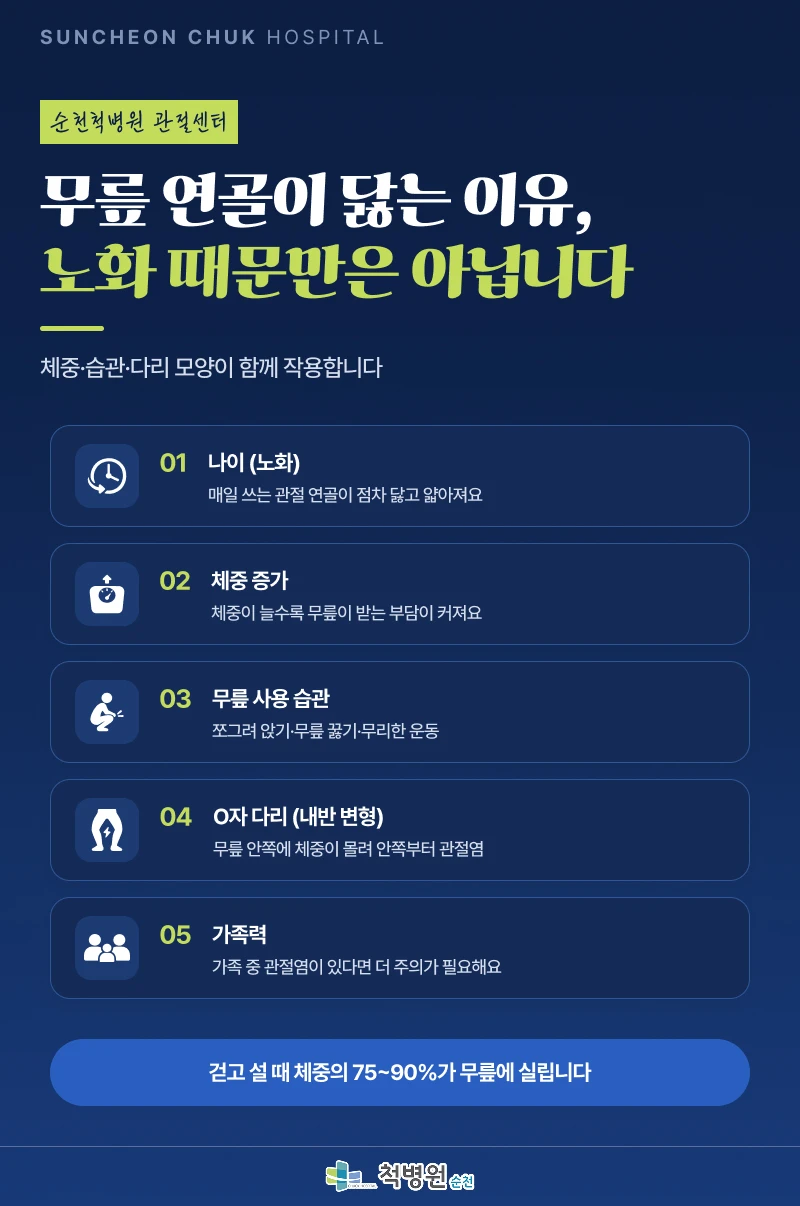 SUNCHEON CHUK HOSPITAL
순천척병원 관절센터
무릎 연골이 닳는 이유,
노화 때문만은 아닙니다
체중·습관·다리 모양이 함께 작용합니다
01 나이 (노화)
매일 쓰는 관절 연골이 점차 닳고 얇아져요
02 체중 증가
체중이 늘수록 무릎이 받는 부담이 커져요
03 무릎 사용 습관
쪼그려 앉기·무릎 꿇기·무리한 운동
04 O자 다리 (내반 변형)
무릎 안쪽에 체중이 몰려 안쪽부터 관절염
05 가족력
가족 중 관절염이 있다면 더 주의가 필요해요
걷고 설 때 체중의 75~90%가 무릎에 실립니다
척병원 순천